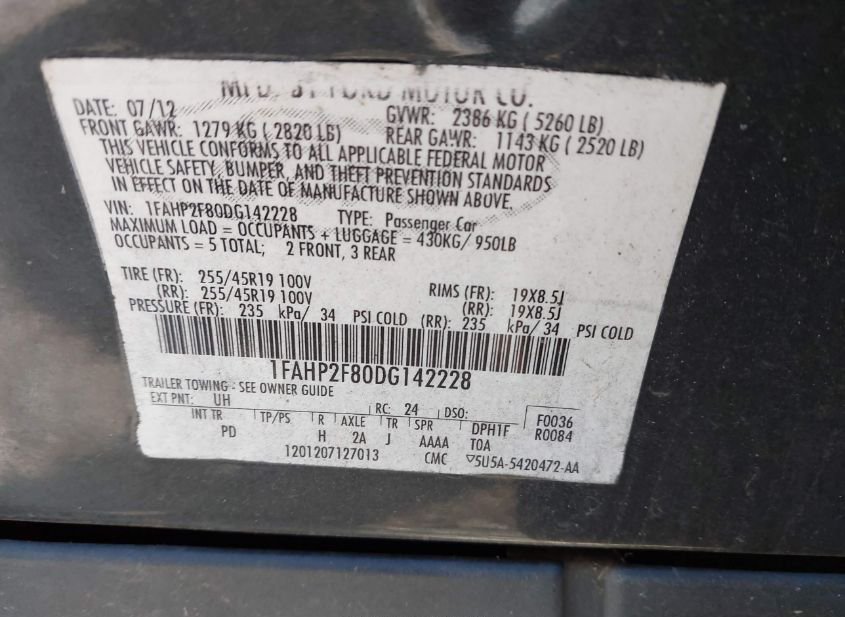 MFD. BY FORD MOTOR CO.
DATE: 07/12 GVWR: 2386 KG ( 5260 LB)
FRONT GAWR: 1279 KG ( 2820 LB) REAR GAWR: 1143 KG ( 2520 LB)
THIS VEHICLE CONFORMS TO ALL APPLICABLE FEDERAL MOTOR
VEHICLE SAFETY, BUMPER, AND THEFT PREVENTION STANDARDS
IN EFFECT ON THE DATE OF MANUFACTURE SHOWN ABOVE.
VIN: 1FAHP2F80DG142228 TYPE: Passenger Car
MAXIMUM LOAD = OCCUPANTS + LUGGAGE = 430KG/ 950LB
OCCUPANTS = 5 TOTAL; 2 FRONT, 3 REAR
TIRE (FR): 255/45R19 100V RIMS (FR): 19X8.5J
(RR): 255/45R19 100V (RR): 19X8.5J
PRESSURE (FR): 235 kPa/ 34 PSI COLD (RR): 235 kPa/ 34 PSI COLD
1FAHP2F80DG142228
TRAILER TOWING - SEE OWNER GUIDE
EXT PNT: UH RC: 24 DSO: F0036
INT TR TP/PS R AXLE TR SPR DPH1F R0084
PD H 2A J AAAA TOA
1201207127013 CMC ▽5U5A-5420472-AA